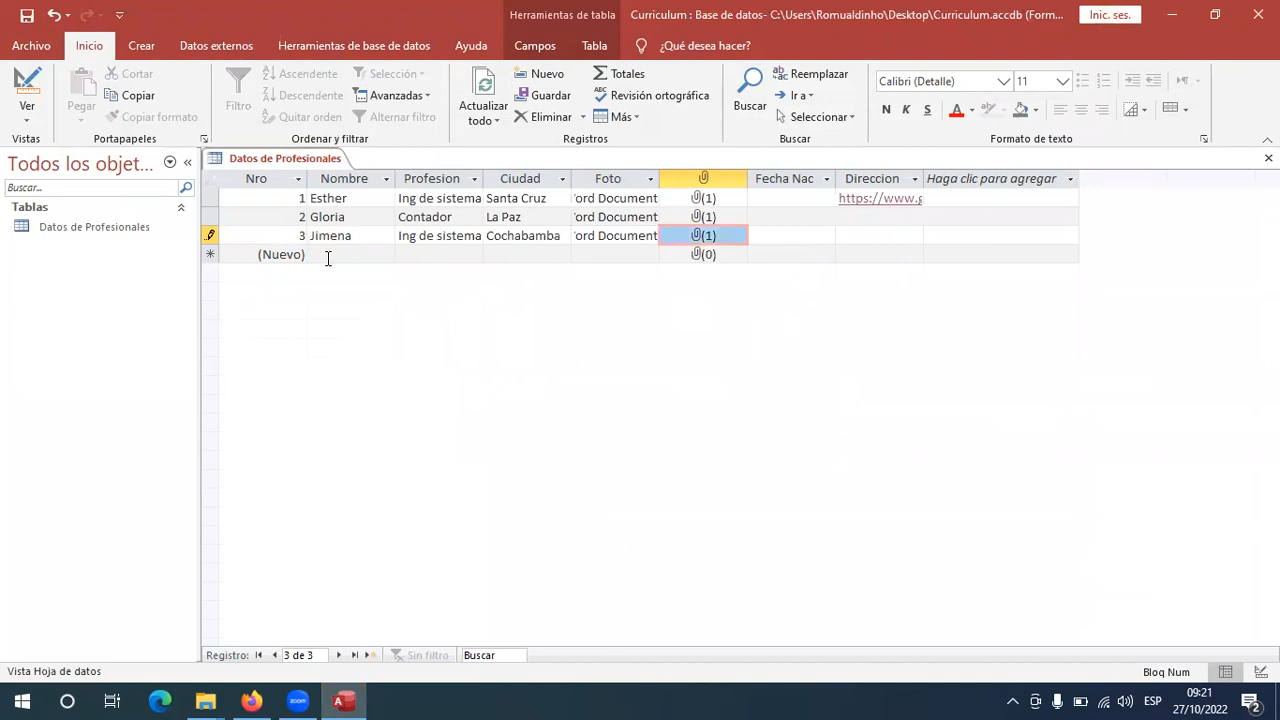 Herramientas de tabla
Curriculum : Base de datos- C:\Users\Romualdinho\Desktop\Curriculum.accdb (Form...
Inic. ses.
Archivo Inicio Crear Datos externos Herramientas de base de datos Ayuda Campos Tabla ¿Qué desea hacer?
Ver
Vistas
Pegar
Cortar
Copiar
Copiar formato
Portapapeles
Filtro
Ascendente
Descendente
Quitar orden
Selección
Avanzadas
Alternar filtro
Ordenar y filtrar
Actualizar
todo
Nuevo
Guardar
Eliminar
Totales
Revisión ortográfica
Más
Registros
Buscar
Reemplazar
Ir a
Seleccionar
Buscar
Calibri (Detalle) 11
N K S A
Formato de texto
Todos los objet...
Buscar...
Tablas
Datos de Profesionales
Datos de Profesionales
Nro Nombre Profesion Ciudad Foto Fecha Nac Direccion Haga clic para agregar
1 Esther Ing de sistema Santa Cruz ord Document (1) https://www.g
2 Gloria Contador La Paz ord Document (1)
3 Jimena Ing de sistema Cochabamba ord Document (1)
(Nuevo) (0)
Registro: 3 de 3 Sin filtro Buscar
Vista Hoja de datos
Bloq Num
zoom
ESP
09:21
27/10/2022
2